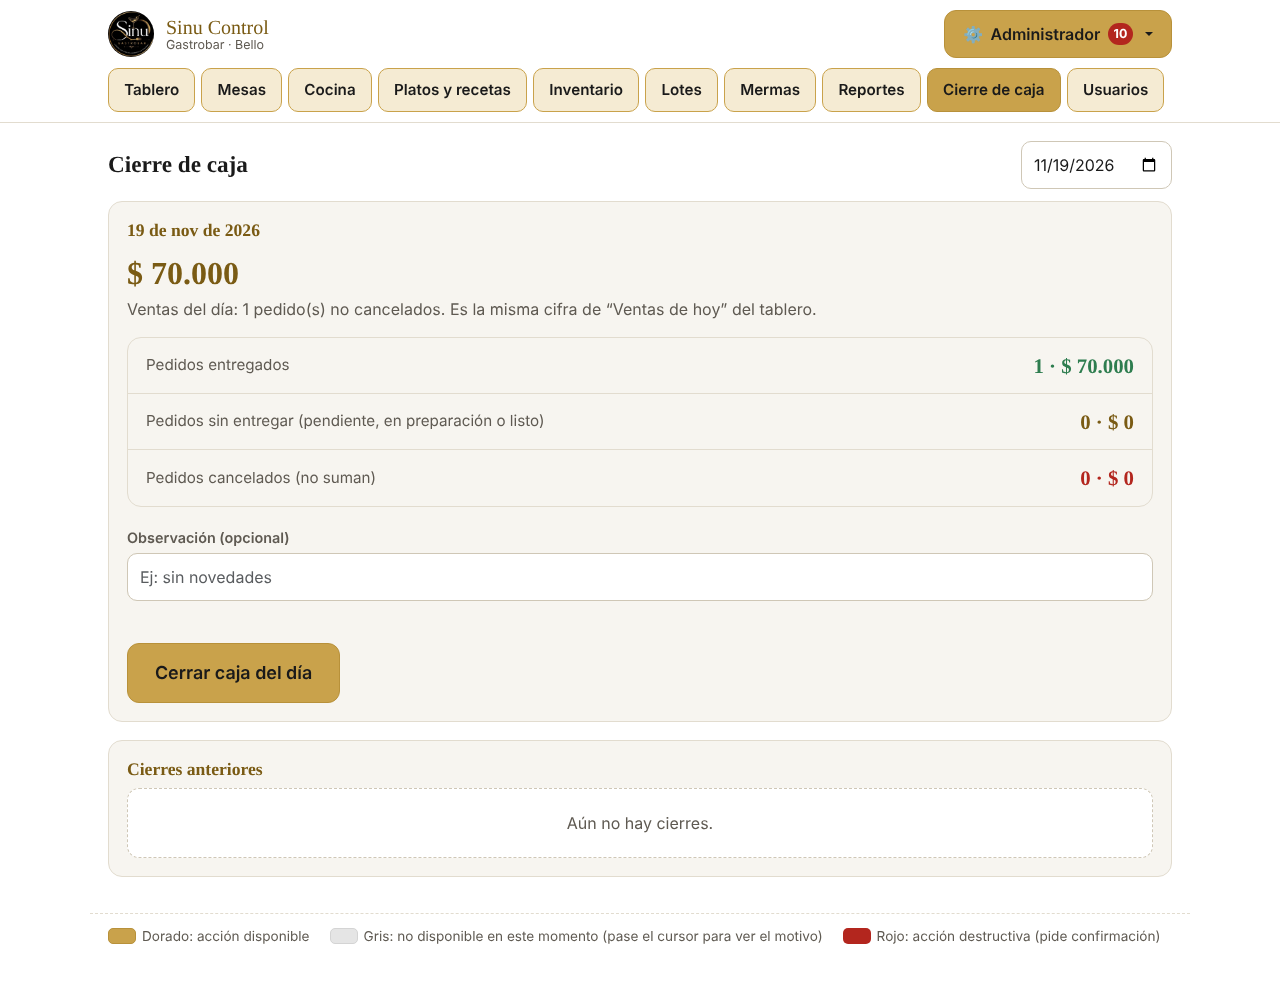 Sinu
Sinu Control
Gastrobar · Bello
Administrador 10
Tablero Mesas Cocina Platos y recetas Inventario Lotes Mermas Reportes Cierre de caja Usuarios
Cierre de caja
11/19/2026
19 de nov de 2026
$ 70.000
Ventas del día: 1 pedido(s) no cancelados. Es la misma cifra de “Ventas de hoy” del tablero.
Pedidos entregados 1 · $ 70.000
Pedidos sin entregar (pendiente, en preparación o listo) 0 · $ 0
Pedidos cancelados (no suman) 0 · $ 0
Observación (opcional)
Ej: sin novedades
Cerrar caja del día
Cierres anteriores
Aún no hay cierres.
Dorado: acción disponible Gris: no disponible en este momento (pase el cursor para ver el motivo) Rojo: acción destructiva (pide confirmación)